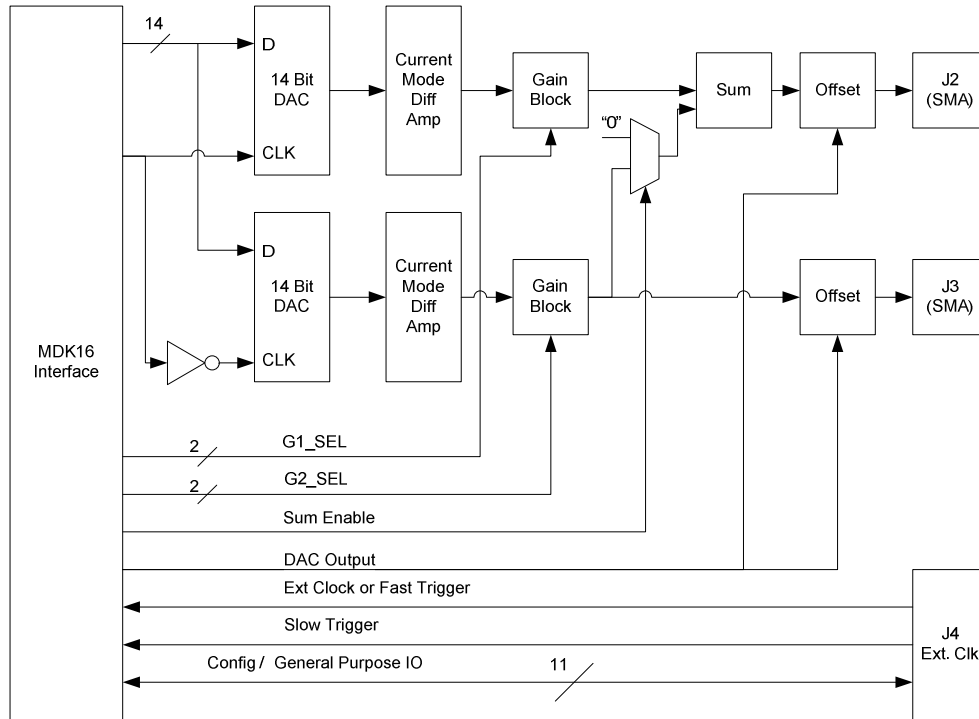 14
D
14 Bit
DAC
CLK
Current
Mode
Diff
Amp
Gain
Block
"0"
Sum
Offset
J2
(SMA)
D
14 Bit
DAC
CLK
Current
Mode
Diff
Amp
Gain
Block
Offset
J3
(SMA)
MDK16
Interface
2
G1_SEL
2
G2_SEL
Sum Enable
DAC Output
Ext Clock or Fast Trigger
Slow Trigger
Config / General Purpose IO
11
J4
Ext. Clk